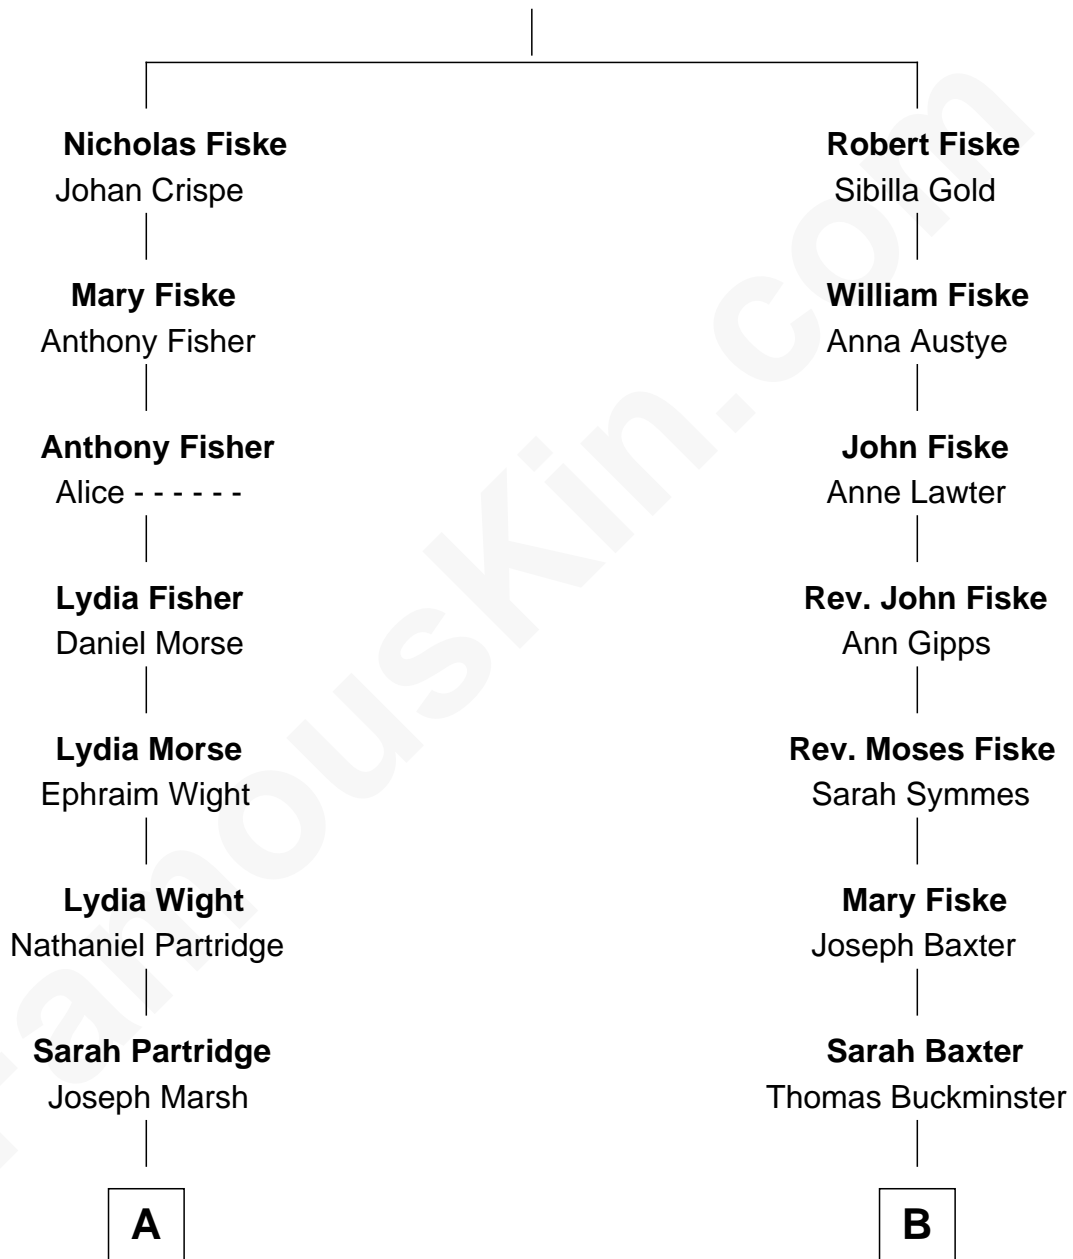 Nicholas Fiske
Johan Crispe
Mary Fiske
Anthony Fisher
Anthony Fisher
Alice - - - - - -
Lydia Fisher
Daniel Morse
Lydia Morse
Ephraim Wight
Lydia Wight
Nathaniel Partridge
Sarah Partridge
Joseph Marsh
A
Robert Fiske
Sibilla Gold
William Fiske
Anna Austye
John Fiske
Anne Lawter
Rev. John Fiske
Ann Gipps
Rev. Moses Fiske
Sarah Symmes
Mary Fiske
Joseph Baxter
Sarah Baxter
Thomas Buckminster
B
FamousKin.com